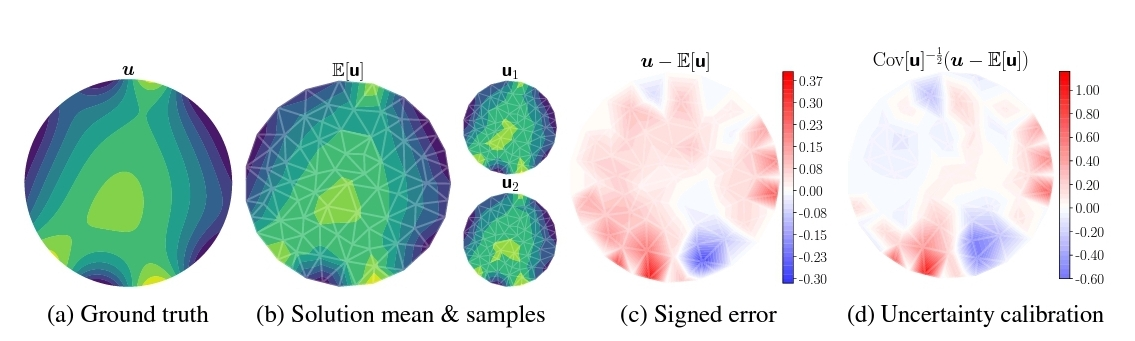 u
𝔼[u]
u₁
u₂
u − 𝔼[u]
0.37
0.30
0.23
0.15
0.08
0.00
-0.08
-0.15
-0.23
-0.30
Cov[u]^{-1/2}(u − 𝔼[u])
1.00
0.80
0.60
0.40
0.20
0.00
-0.20
-0.40
-0.60
(a) Ground truth
(b) Solution mean & samples
(c) Signed error
(d) Uncertainty calibration